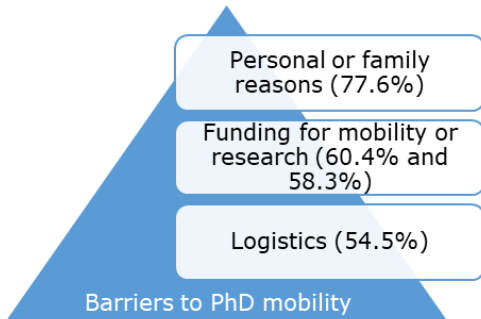 Personal or family
reasons (77.6%)
Funding for mobility or
research (60.4% and
58.3%)
Logistics (54.5%)
Barriers to PhD mobility